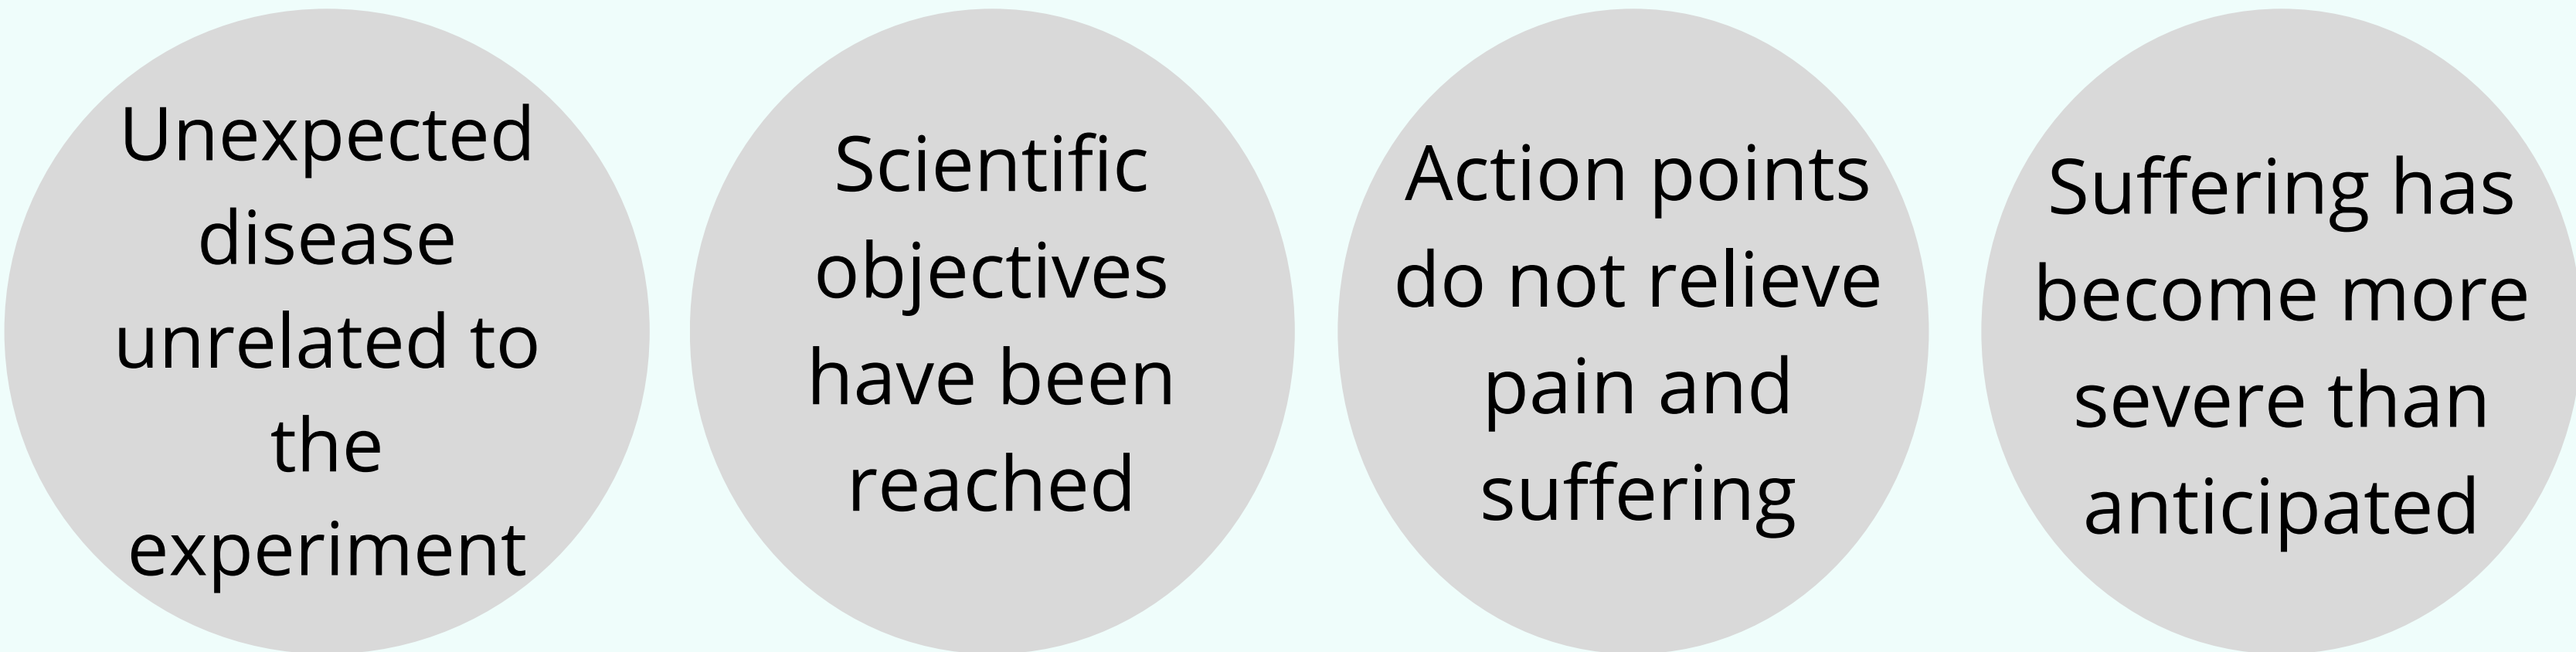 Unexpected
disease
unrelated to
the
experiment
Scientific
objectives
have been
reached
Action points
do not relieve
pain and
suffering
Suffering has
become more
severe than
anticipated